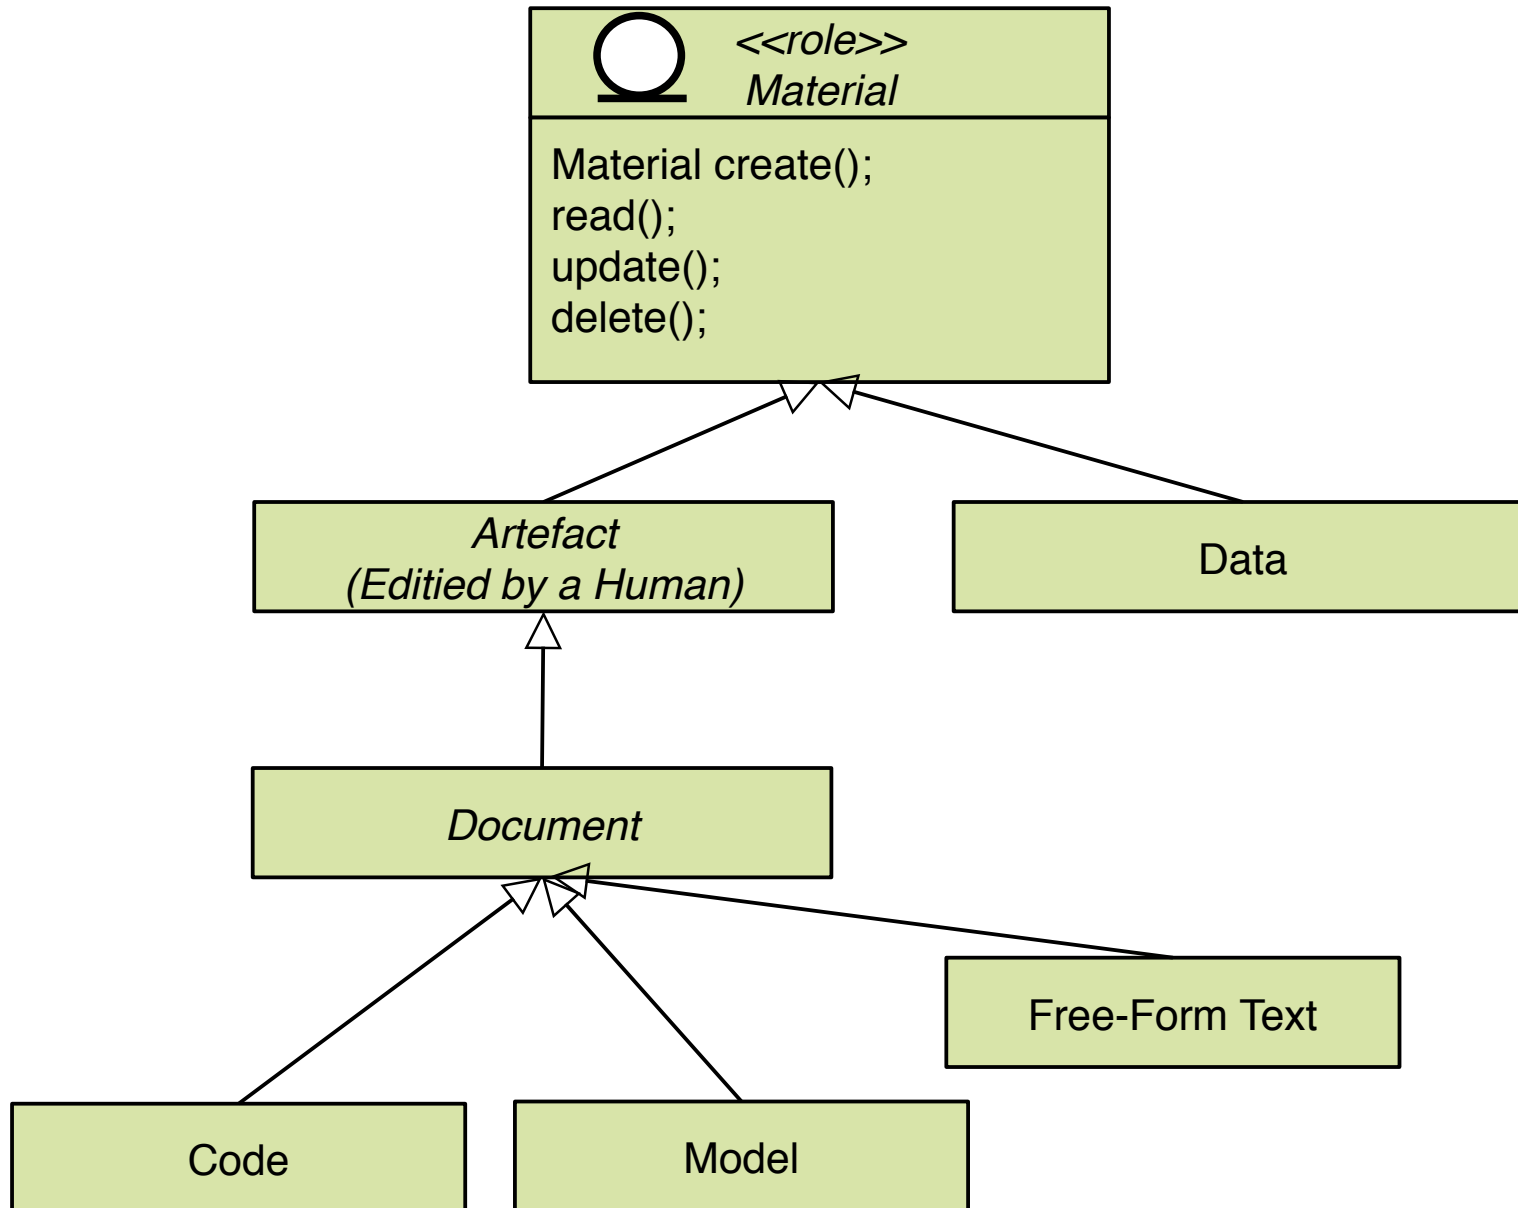 <<role>>
Material
Material create();
read();
update();
delete();
Artefact
(Editied by a Human)
Data
Document
Free-Form Text
Code
Model